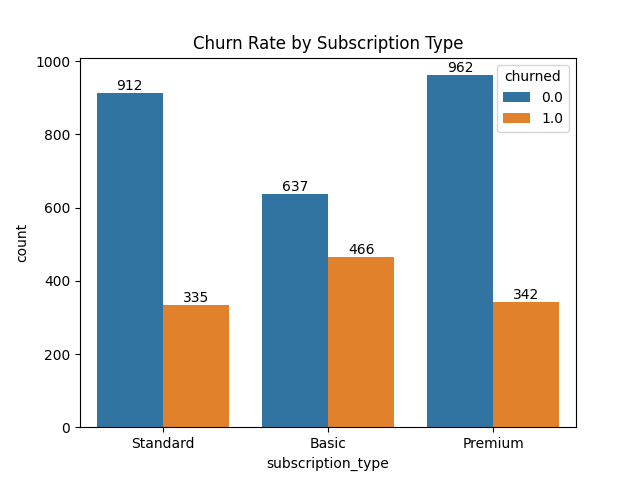 Churn Rate by Subscription Type
churned
0.0
1.0
count
1000
800
600
400
200
0
912
335
637
466
962
342
Standard
Basic
Premium
subscription_type